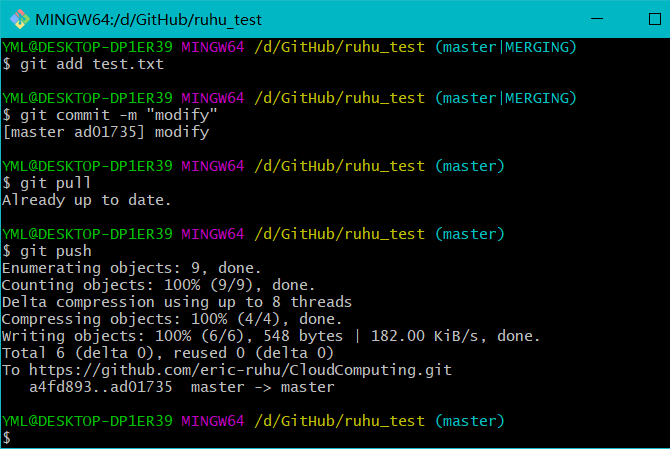 MINGW64:/d/GitHub/ruhu_test
YML@DESKTOP-DP1ER39 MINGW64 /d/GitHub/ruhu_test (master|MERGING)
$ git add test.txt
YML@DESKTOP-DP1ER39 MINGW64 /d/GitHub/ruhu_test (master|MERGING)
$ git commit -m "modify"
[master ad01735] modify
YML@DESKTOP-DP1ER39 MINGW64 /d/GitHub/ruhu_test (master)
$ git pull
Already up to date.
YML@DESKTOP-DP1ER39 MINGW64 /d/GitHub/ruhu_test (master)
$ git push
Enumerating objects: 9, done.
Counting objects: 100% (9/9), done.
Delta compression using up to 8 threads
Compressing objects: 100% (4/4), done.
Writing objects: 100% (6/6), 548 bytes | 182.00 KiB/s, done.
Total 6 (delta 0), reused 0 (delta 0)
To https://github.com/eric-ruhu/CloudComputing.git
   a4fd893..ad01735  master -> master
YML@DESKTOP-DP1ER39 MINGW64 /d/GitHub/ruhu_test (master)
$